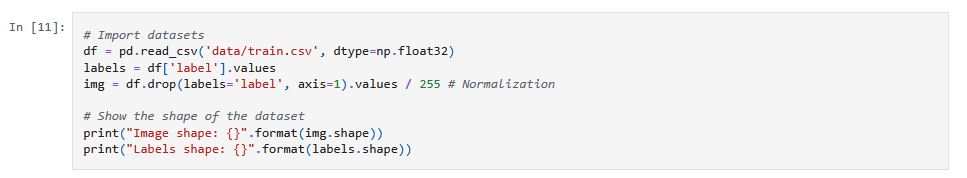 In [11]:
# Import datasets
df = pd.read_csv('data/train.csv', dtype=np.float32)
labels = df['label'].values
img = df.drop(labels='label', axis=1).values / 255 # Normalization
# Show the shape of the dataset
print("Image shape: {}".format(img.shape))
print("Labels shape: {}".format(labels.shape))